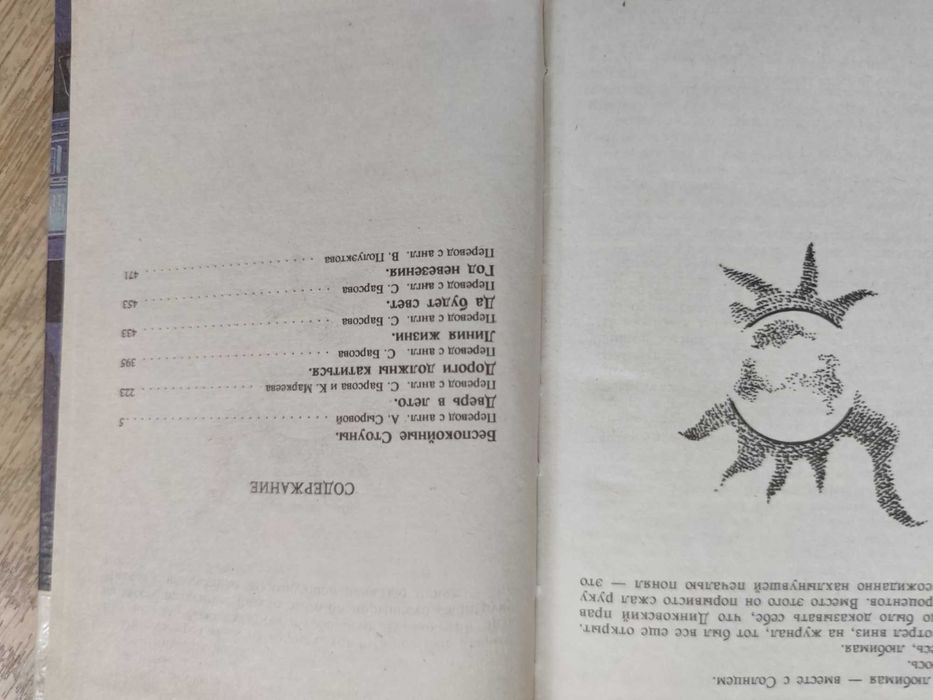 любимая — вместе с Солнцем.
есь, любимая.
отрел вниз, на журнал, тот был все еще открыт.
было доказывать, себе, что Динковский прав
роцентов. Вместо этого он порывисто сжал руку
еожиданно нахлынувшей печалью понял — это
СОДЕРЖАНИЕ
Беспокойные Стоуны.
Перевод с англ. А. Сыровой . . . . . . . . . . 5
Дверь в лето.
Перевод с англ. С. Барсова и К. Маркеева . . . . . . . . . . 223
Дороги должны катиться.
Перевод с англ. С. Барсова . . . . . . . . . . 395
Линия жизни.
Перевод с англ. С. Барсова . . . . . . . . . . 433
Да будет свет.
Перевод с англ. С. Барсова . . . . . . . . . . 453
Год невезения.
Перевод с англ. В. Полуэктова . . . . . . . . . . 471